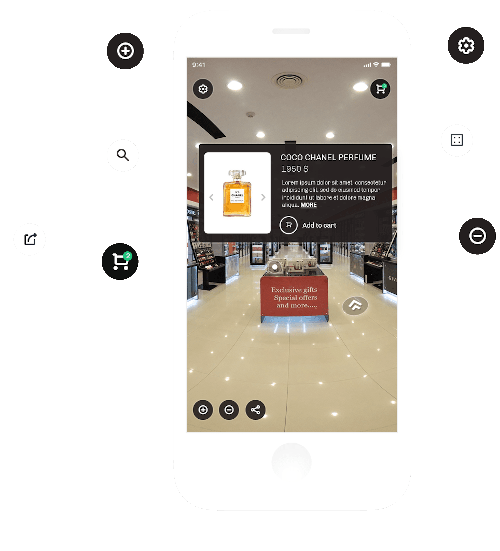 9:41
COCO CHANEL PERFUME
1950 $
Lorem ipsum dolor sit amet, consectetur
adipiscing elit, sed do eiusmod tempor
incididunt ut labore et dolore magna
aliqua. MORE
Add to cart
CHANEL
Exclusive gifts
Special offers
and more.....